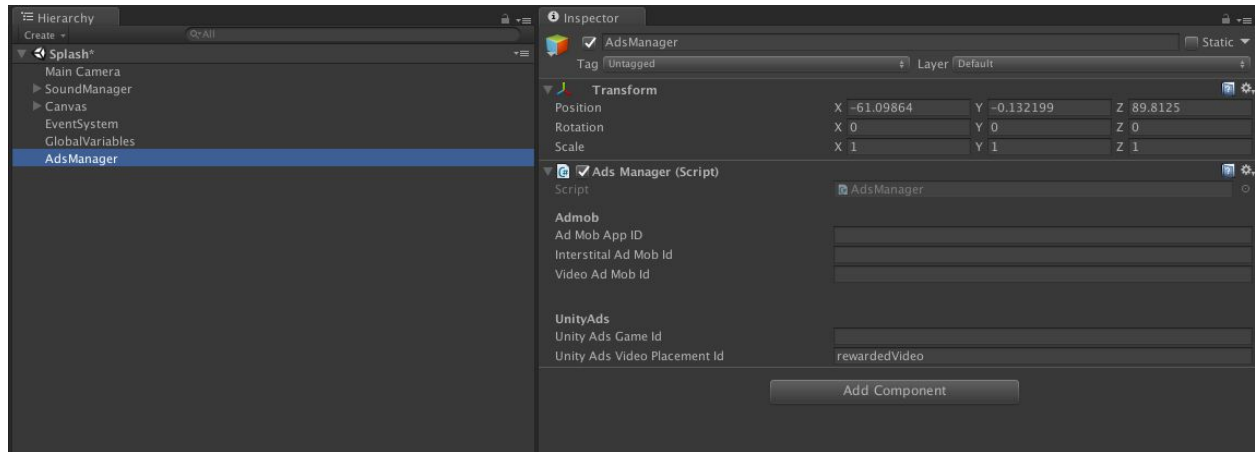 Hierarchy
Create
All
Splash*
Main Camera
SoundManager
Canvas
EventSystem
GlobalVariables
AdsManager
Inspector
AdsManager
Static
Tag Untagged Layer Default
Transform
Position X -61.09864 Y -0.132199 Z 89.8125
Rotation X 0 Y 0 Z 0
Scale X 1 Y 1 Z 1
Ads Manager (Script)
Script AdsManager
Admob
Ad Mob App ID
Interstital Ad Mob Id
Video Ad Mob Id
UnityAds
Unity Ads Game Id
Unity Ads Video Placement Id rewardedVideo
Add Component